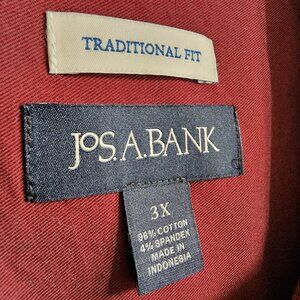 TRADITIONAL FIT
JOS.A.BANK
3X
96% COTTON
4% SPANDEX
MADE IN
INDONESIA